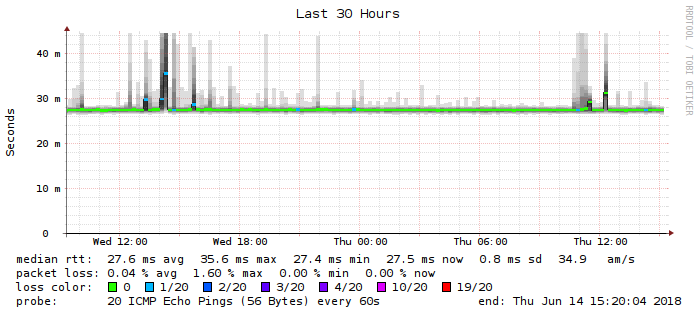 Last 30 Hours
RRDTOOL / TOBI OETIKER
Seconds
40 m
30 m
20 m
10 m
0
Wed 12:00 Wed 18:00 Thu 00:00 Thu 06:00 Thu 12:00
median rtt: 27.6 ms avg 35.6 ms max 27.4 ms min 27.5 ms now 0.8 ms sd 34.9 am/s
packet loss: 0.04 % avg 1.60 % max 0.00 % min 0.00 % now
loss color: 0 1/20 2/20 3/20 4/20 10/20 19/20
probe: 20 ICMP Echo Pings (56 Bytes) every 60s end: Thu Jun 14 15:20:04 2018